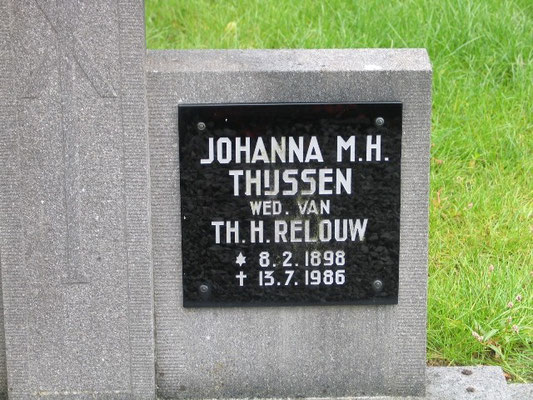 JOHANNA M.H.
THIJSSEN
WED. VAN
TH. H. RELOUW
* 8.2.1898
† 13.7.1986